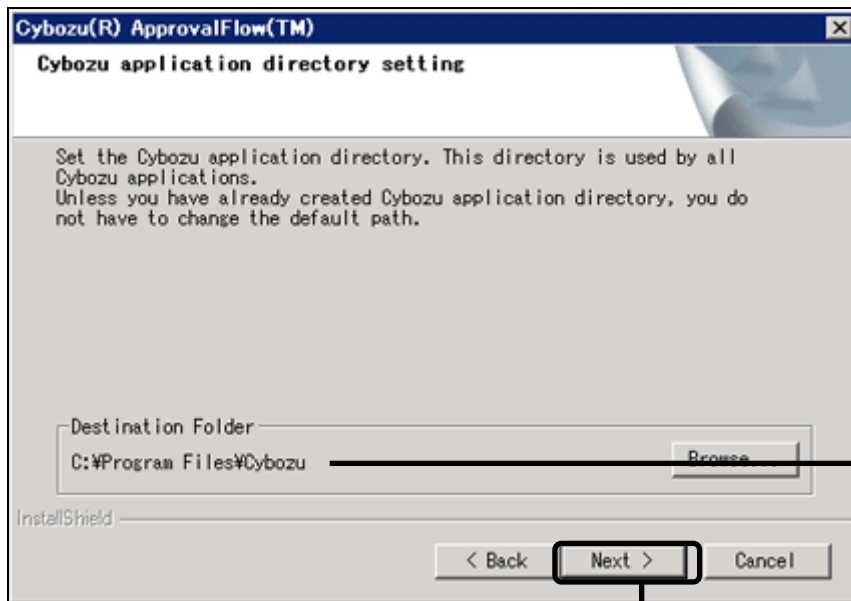 Cybozu(R) ApprovalFlow(TM)
Cybozu application directory setting
Set the Cybozu application directory. This directory is used by all
Cybozu applications.
Unless you have already created Cybozu application directory, you do
not have to change the default path.
Destination Folder
C:¥Program Files¥Cybozu
Browse...
InstallShield
< Back
Next >
Cancel